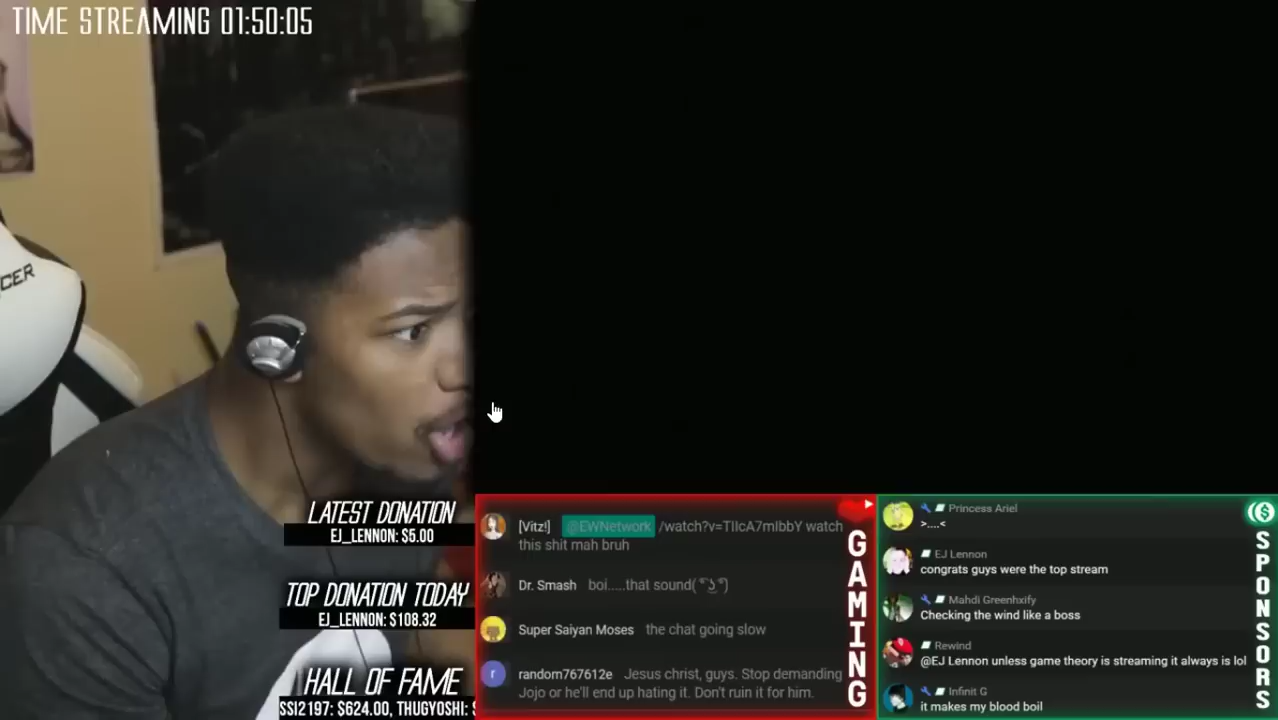 TIME STREAMING 01:50:05
CER
LATEST DONATION
EJ_LENNON: $5.00
TOP DONATION TODAY
EJ_LENNON: $108.32
HALL OF FAME
SSI2197: $624.00, THUGYOSHI:
[Vitz!] @EWNetwork /watch?v=TIIcA7mIbbY watch
this shit mah bruh
Dr. Smash boi.....that sound( ͡° ͜ʖ ͡°)
Super Saiyan Moses the chat going slow
r random767612e Jesus christ, guys. Stop demanding
Jojo or he'll end up hating it. Don't ruin it for him.
GAMING
Princess Ariel
>....<
EJ Lennon
congrats guys were the top stream
Mahdi Greenhxify
Checking the wind like a boss
Rewind
@EJ Lennon unless game theory is streaming it always is lol
Infinit G
it makes my blood boil
$
SPONSORS